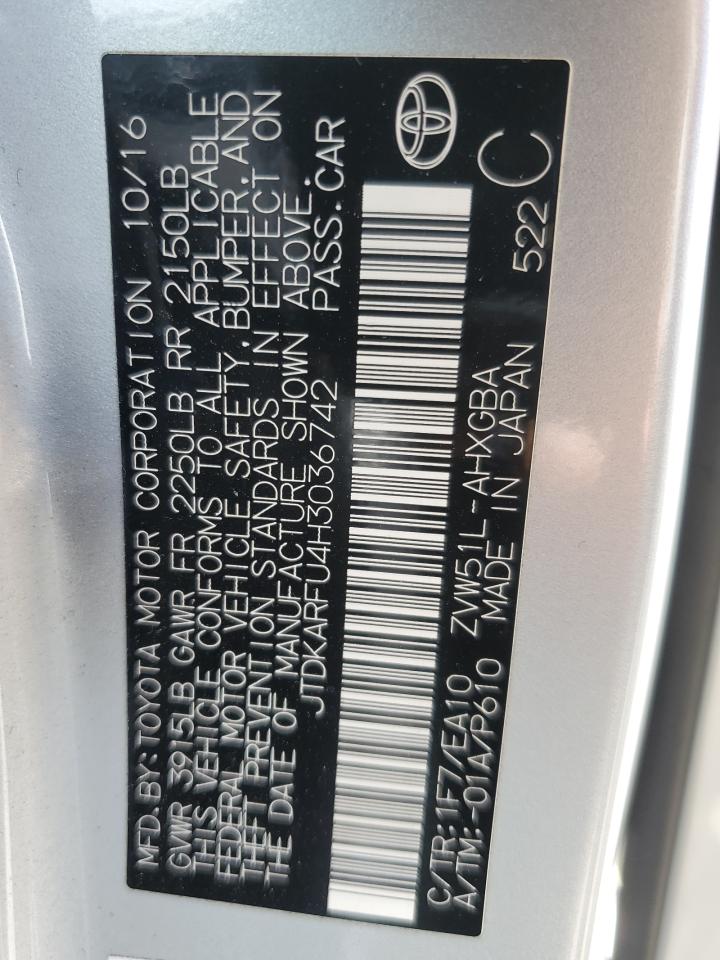 MFD.BY:TOYOTA MOTOR CORPORATION 10/16
GVWR 3915LB GAWR FR 2250LB RR 2150LB
THIS VEHICLE CONFORMS TO ALL APPLICABLE
FEDERAL MOTOR VEHICLE SAFETY,BUMPER,AND
THEFT PREVENTION STANDARDS IN EFFECT ON
THE DATE OF MANUFACTURE SHOWN ABOVE.
JTDKARFU4H3036742 PASS.CAR
C/TR:1F7/EA10 ZVW51L-AHXGBA
A/TM:-01A/P610 MADE IN JAPAN 522 C